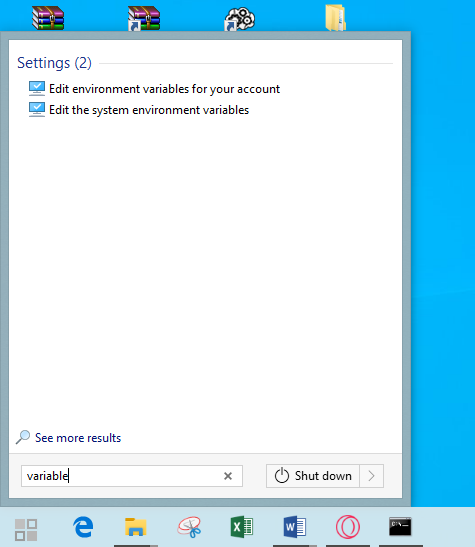 Settings (2)
Edit environment variables for your account
Edit the system environment variables
See more results
variable
Shut down